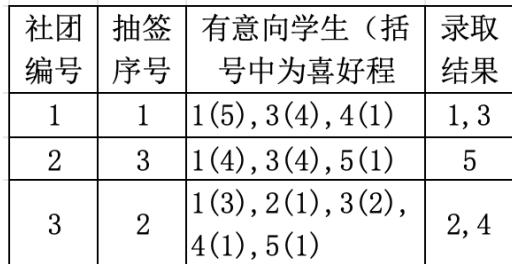 社团 抽签 有意向学生（括 录取
编号 序号 号中为喜好程 结果
1 1 1(5),3(4),4(1) 1,3
2 3 1(4),3(4),5(1) 5
3 2 1(3),2(1),3(2), 2,4
4(1),5(1)